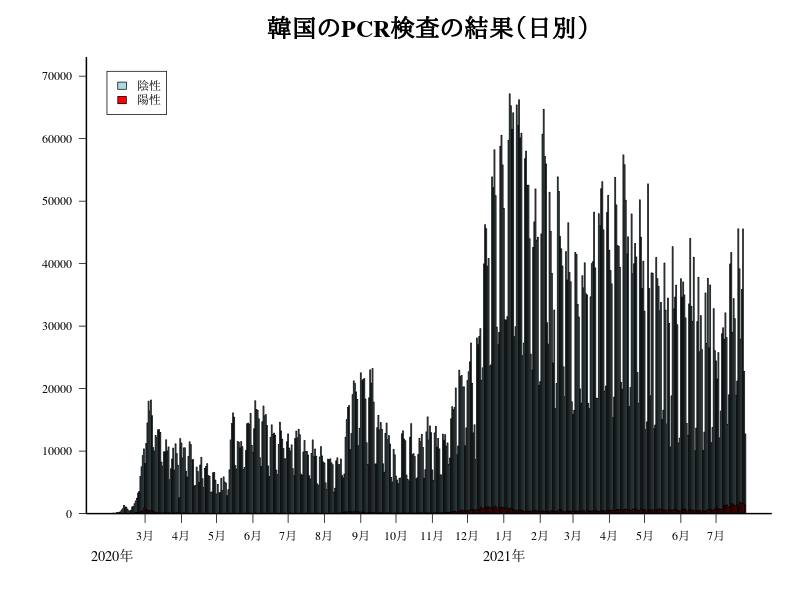 韓国のPCR検査の結果（日別）
70000
60000
50000
40000
30000
20000
10000
0
陰性
陽性
3月 4月 5月 6月 7月 8月 9月 10月 11月 12月 1月 2月 3月 4月 5月 6月 7月
2020年 2021年